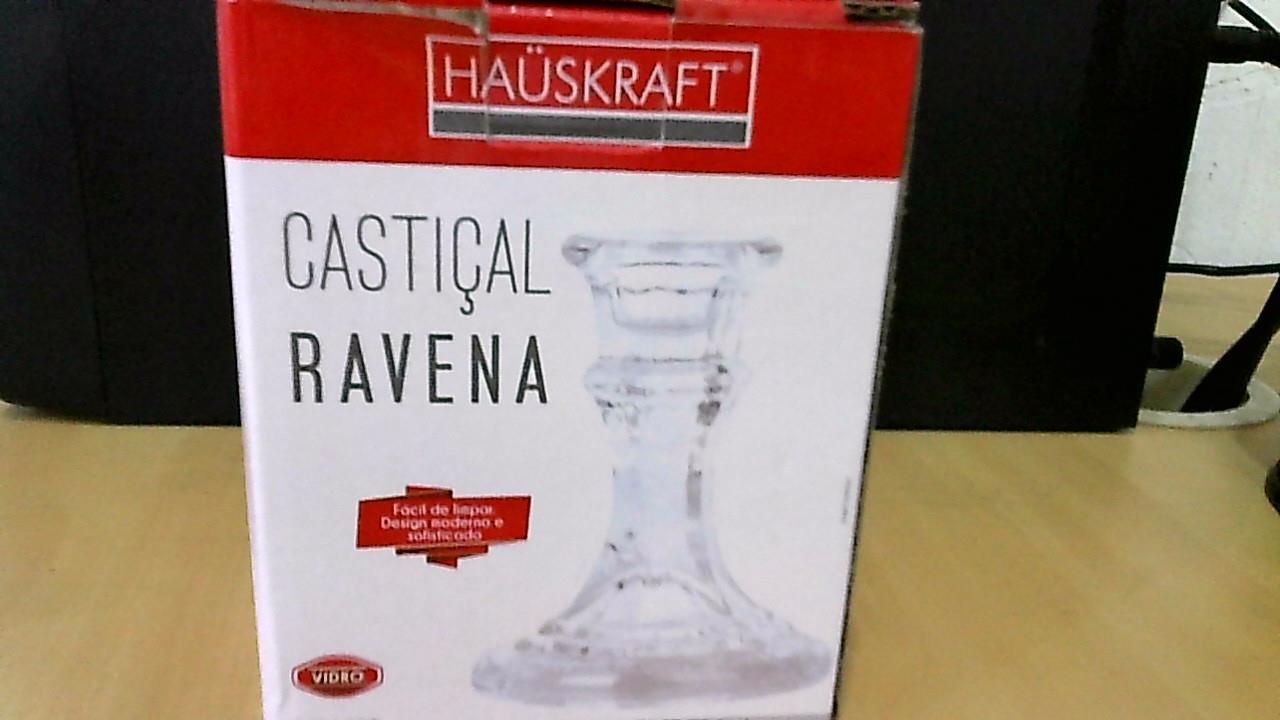 HAÜSKRAFT®
CASTIÇAL
RAVENA
Fácil de limpar.
Design moderno e
sofisticado
VIDRO